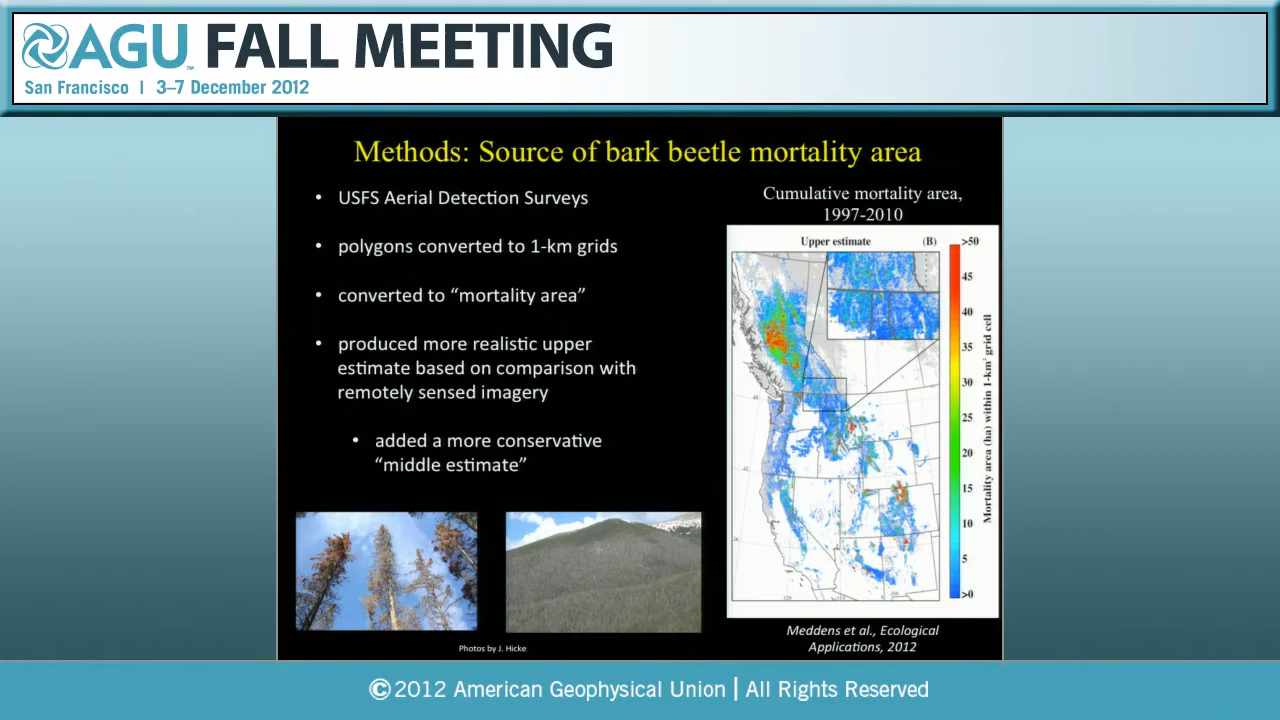 AGU™ FALL MEETING
San Francisco | 3–7 December 2012
Methods: Source of bark beetle mortality area
• USFS Aerial Detection Surveys
• polygons converted to 1-km grids
• converted to “mortality area”
• produced more realistic upper
estimate based on comparison with
remotely sensed imagery
• added a more conservative
“middle estimate”
Photos by J. Hicke
Cumulative mortality area,
1997-2010
Upper estimate (B)
>50
45
40
35
30
25
20
15
10
5
>0
Mortality area (ha) within 1-km² grid cell
Meddens et al., Ecological
Applications, 2012
©2012 American Geophysical Union | All Rights Reserved